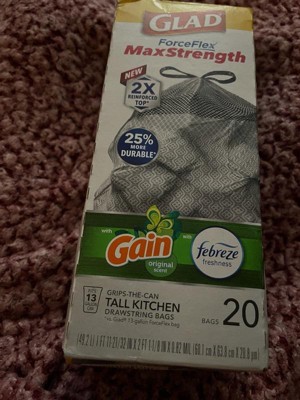 GLAD
ForceFlex
MaxStrength
NEW
2X
REINFORCED
TOP*
25%
MORE
DURABLE*
with
Gain
original
scent
with
febreze
freshness
13
GRIPS-THE-CAN
TALL KITCHEN
DRAWSTRING BAGS
BAGS 20